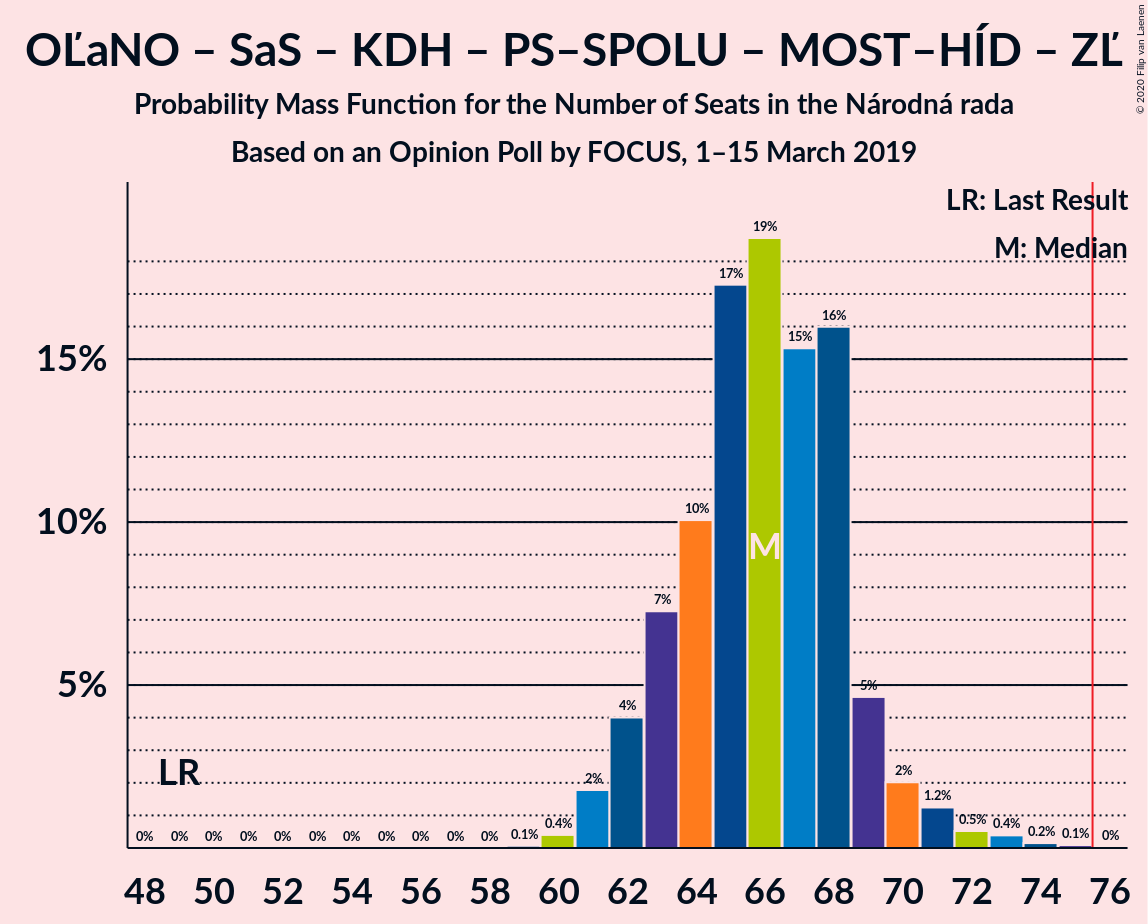 OĽaNO – SaS – KDH – PS–SPOLU – MOST–HÍD – ZĽ
Probability Mass Function for the Number of Seats in the Národná rada
Based on an Opinion Poll by FOCUS, 1–15 March 2019
© 2020 Filip van Laenen
LR: Last Result
M: Median
19%
17%
16%
15%
15%
10%
10%
M
7%
5%
5%
4%
LR
2%
2%
0% 0% 0% 0% 0% 0% 0% 0% 0% 0% 0% 0.1% 0.4% 1.2% 0.5% 0.4% 0.2% 0.1% 0%
48 50 52 54 56 58 60 62 64 66 68 70 72 74 76